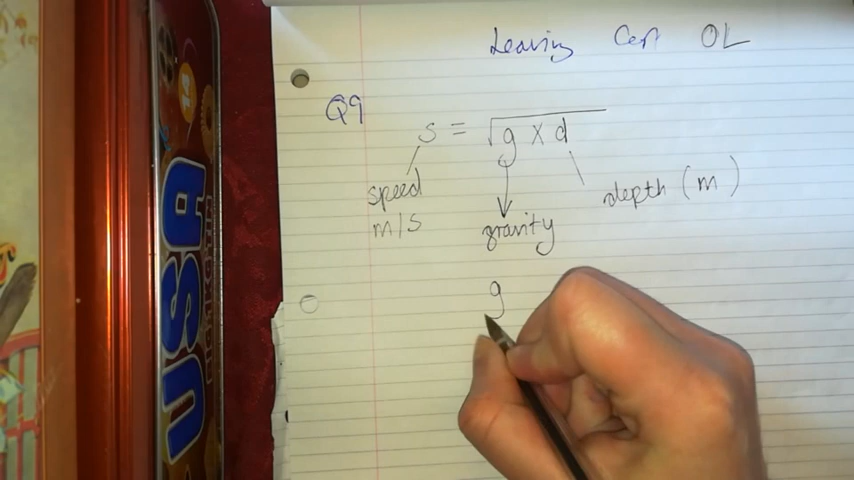 Leaving Cert OL
Q9
s = √g x d
speed
m/s
gravity
depth (m)
g
USA